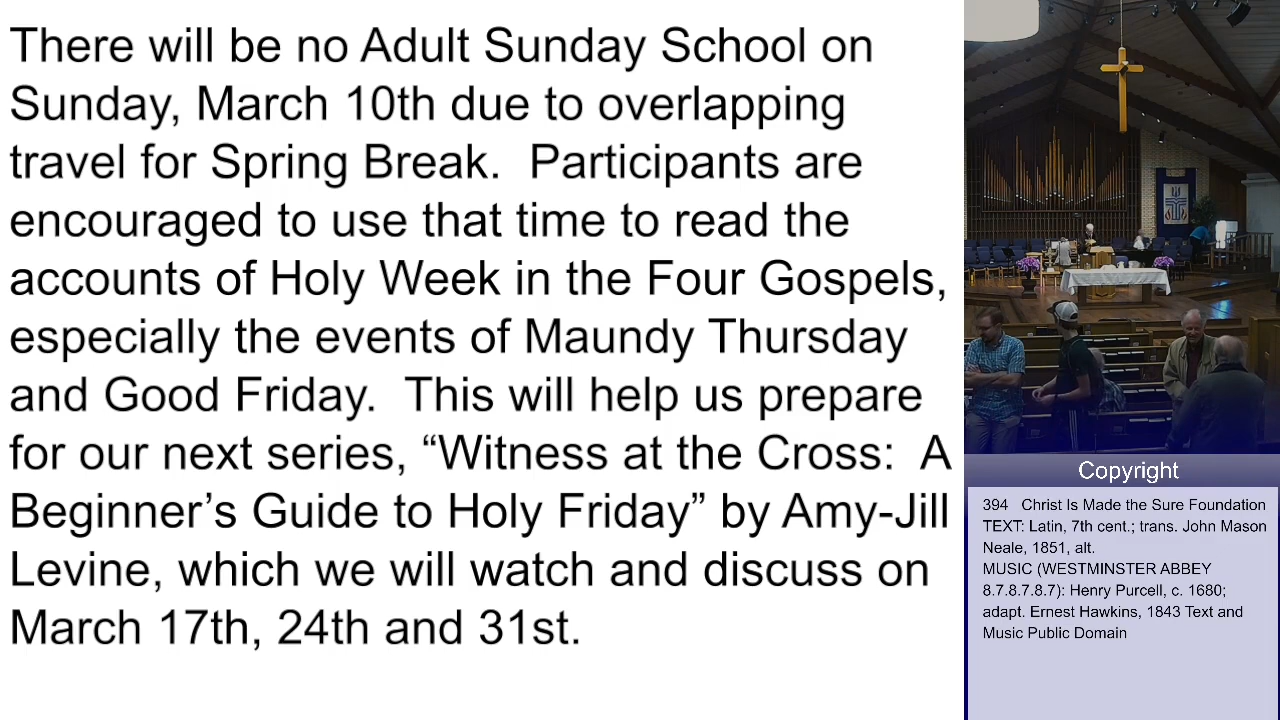 There will be no Adult Sunday School on
Sunday, March 10th due to overlapping
travel for Spring Break.  Participants are
encouraged to use that time to read the
accounts of Holy Week in the Four Gospels,
especially the events of Maundy Thursday
and Good Friday.  This will help us prepare
for our next series, “Witness at the Cross:  A
Beginner’s Guide to Holy Friday” by Amy-Jill
Levine, which we will watch and discuss on
March 17th, 24th and 31st.
Copyright
394   Christ Is Made the Sure Foundation
TEXT: Latin, 7th cent.; trans. John Mason
Neale, 1851, alt.
MUSIC (WESTMINSTER ABBEY
8.7.8.7.8.7): Henry Purcell, c. 1680;
adapt. Ernest Hawkins, 1843 Text and
Music Public Domain